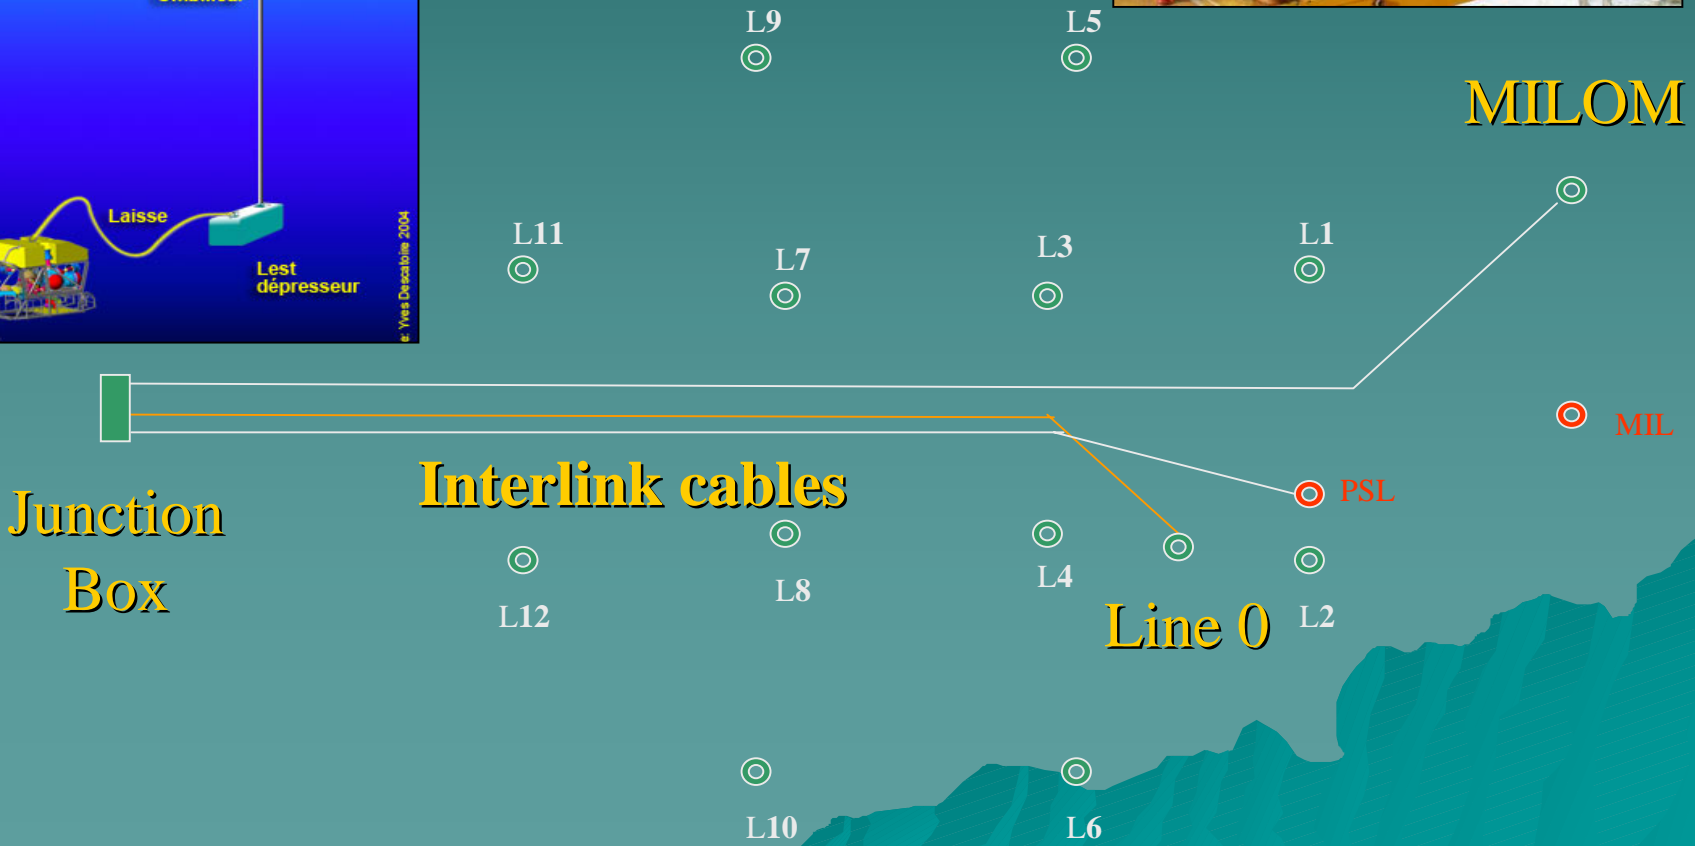 L9
L5
MILOM
Laisse
Lest
dépresseur
e: Yves Descatoire 2004
L11
L7
L3
L1
MIL
PSL
Interlink cables
Junction
Box
L12
L8
L4
Line 0
L2
L10
L6